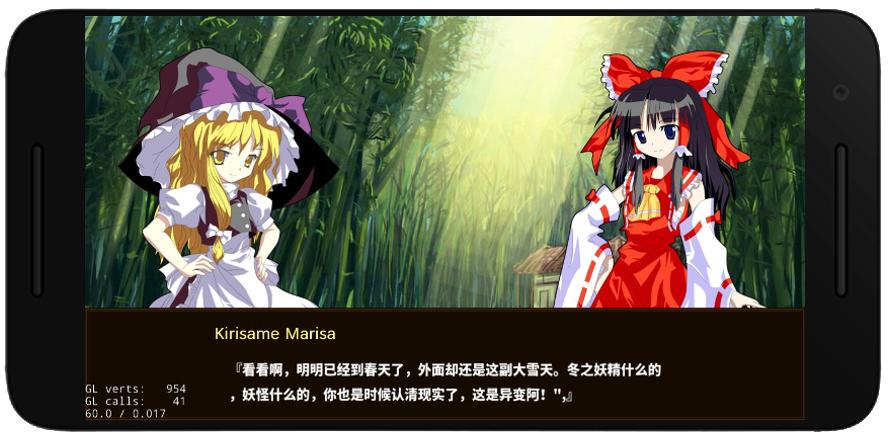 Kirisame Marisa
『看看啊，明明已经到春天了，外面却还是这副大雪天。冬之妖精什么的
，妖怪什么的，你也是时候认清现实了，这是异变阿！",』
GL verts: 954
GL calls: 41
60.0 / 0.017